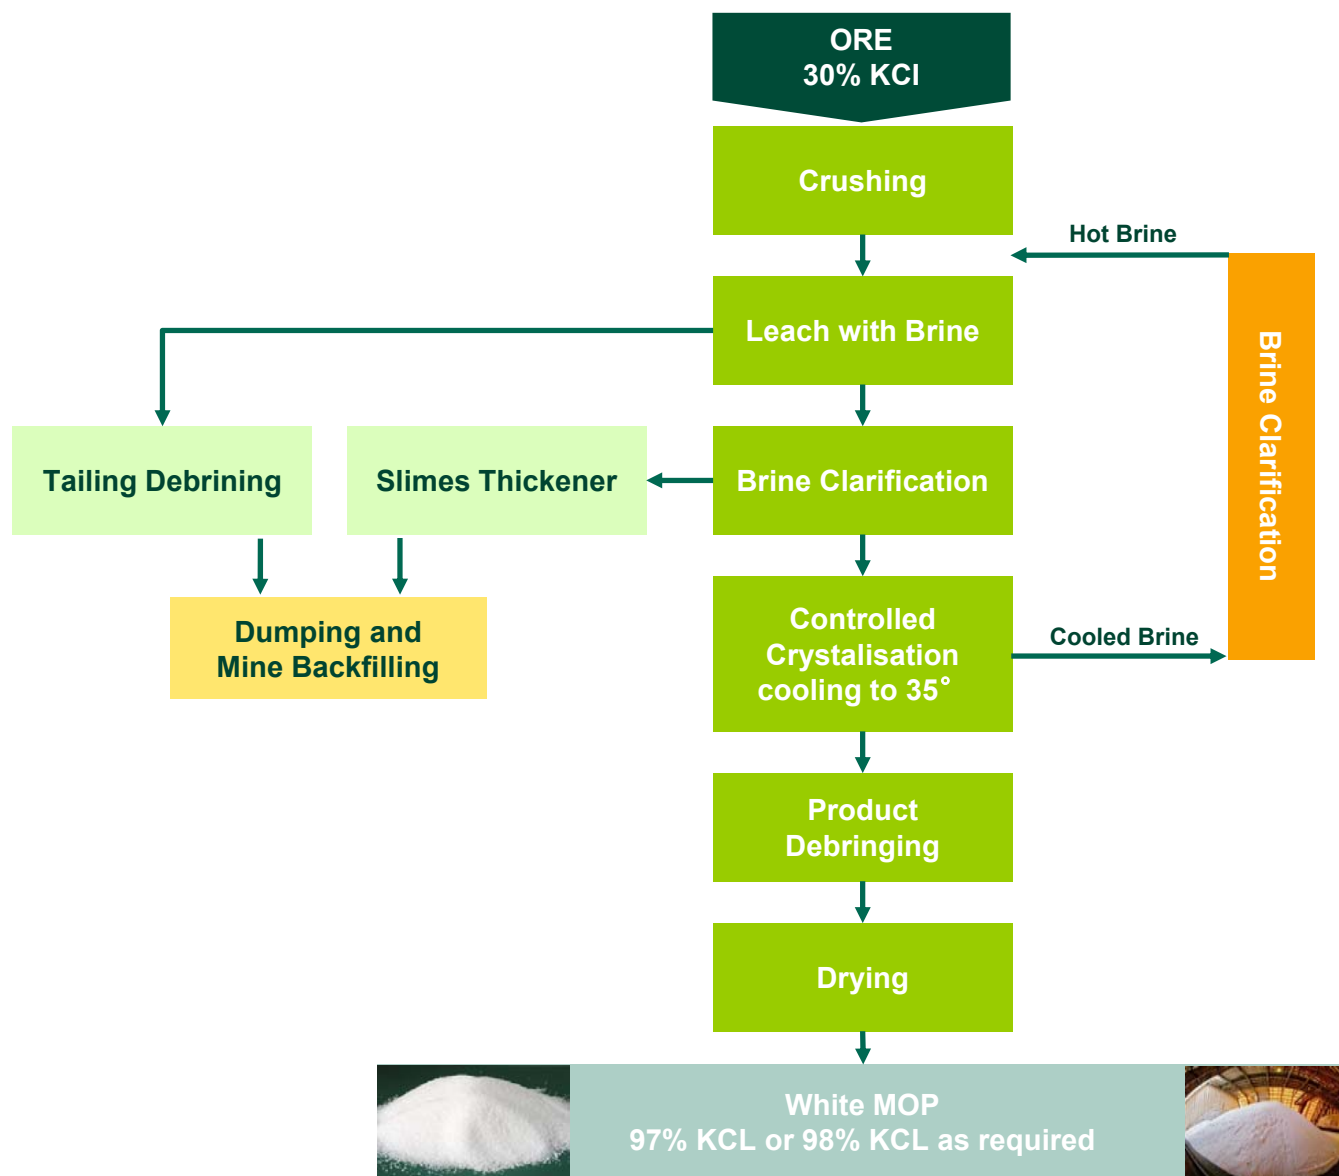 ORE
30% KCl
Crushing
Hot Brine
Leach with Brine
Brine Clarification
Tailing Debrining
Slimes Thickener
Brine Clarification
Dumping and
Mine Backfilling
Controlled
Crystalisation
cooling to 35°
Cooled Brine
Product
Debringing
Drying
White MOP
97% KCL or 98% KCL as required